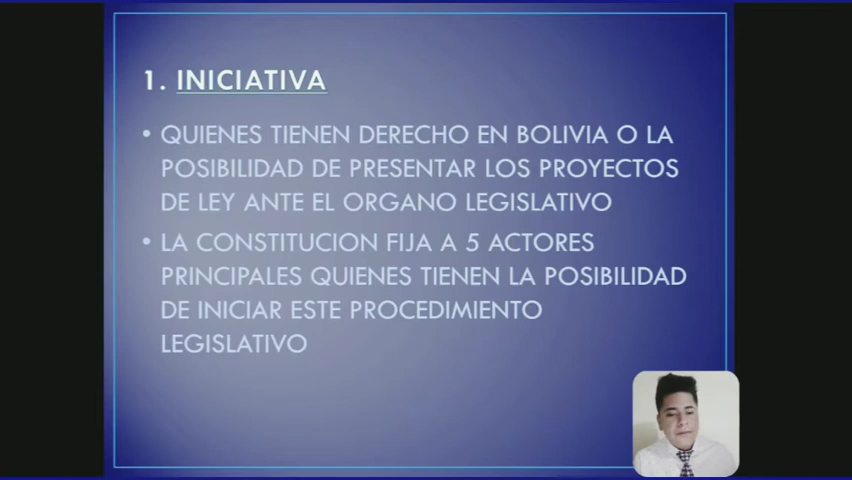 1. INICIATIVA
• QUIENES TIENEN DERECHO EN BOLIVIA O LA
POSIBILIDAD DE PRESENTAR LOS PROYECTOS
DE LEY ANTE EL ORGANO LEGISLATIVO
• LA CONSTITUCION FIJA A 5 ACTORES
PRINCIPALES QUIENES TIENEN LA POSIBILIDAD
DE INICIAR ESTE PROCEDIMIENTO
LEGISLATIVO